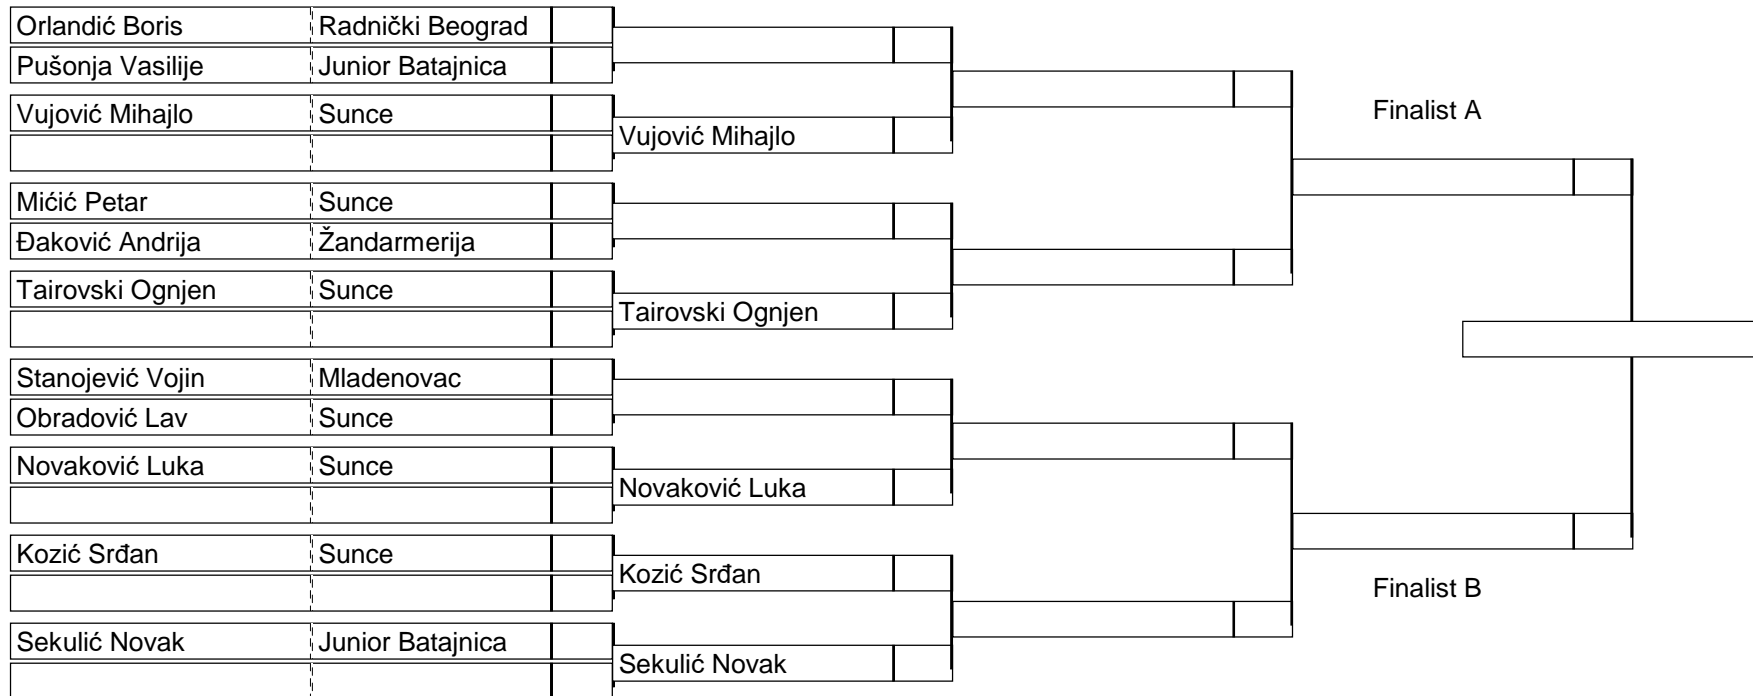 Orlandić Boris Radnički Beograd
Pušonja Vasilije Junior Batajnica
Vujović Mihajlo Sunce
Finalist A
Vujović Mihajlo
Mićić Petar Sunce
Đaković Andrija Žandarmerija
Tairovski Ognjen Sunce
Tairovski Ognjen
Stanojević Vojin Mladenovac
Obradović Lav Sunce
Novaković Luka Sunce
Novaković Luka
Kozić Srđan Sunce
Kozić Srđan
Finalist B
Sekulić Novak Junior Batajnica
Sekulić Novak